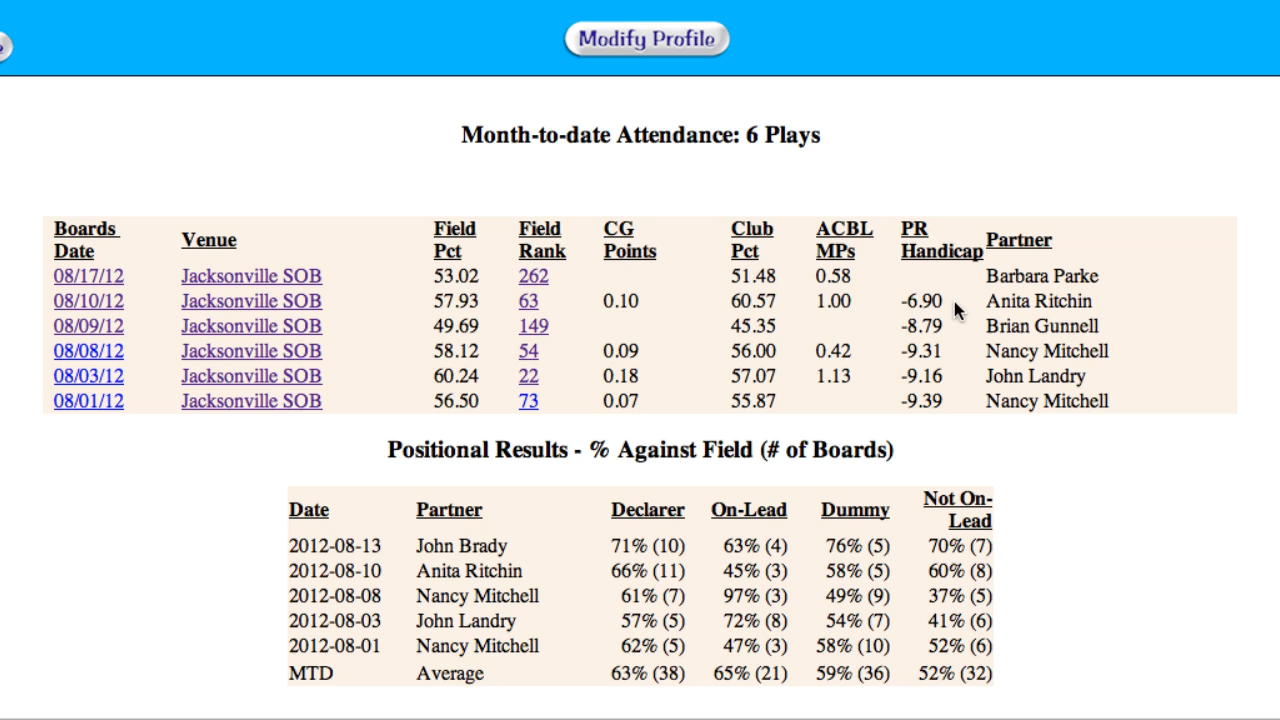 e
Modify Profile
Month-to-date Attendance: 6 Plays
Boards Date Venue Field Pct Field Rank CG Points Club Pct ACBL MPs PR Handicap Partner
08/17/12 Jacksonville SOB 53.02 262 51.48 0.58 Barbara Parke
08/10/12 Jacksonville SOB 57.93 63 0.10 60.57 1.00 -6.90 Anita Ritchin
08/09/12 Jacksonville SOB 49.69 149 45.35 -8.79 Brian Gunnell
08/08/12 Jacksonville SOB 58.12 54 0.09 56.00 0.42 -9.31 Nancy Mitchell
08/03/12 Jacksonville SOB 60.24 22 0.18 57.07 1.13 -9.16 John Landry
08/01/12 Jacksonville SOB 56.50 73 0.07 55.87 -9.39 Nancy Mitchell
Positional Results - % Against Field (# of Boards)
Date Partner Declarer On-Lead Dummy Not On-Lead
2012-08-13 John Brady 71% (10) 63% (4) 76% (5) 70% (7)
2012-08-10 Anita Ritchin 66% (11) 45% (3) 58% (5) 60% (8)
2012-08-08 Nancy Mitchell 61% (7) 97% (3) 49% (9) 37% (5)
2012-08-03 John Landry 57% (5) 72% (8) 54% (7) 41% (6)
2012-08-01 Nancy Mitchell 62% (5) 47% (3) 58% (10) 52% (6)
MTD Average 63% (38) 65% (21) 59% (36) 52% (32)